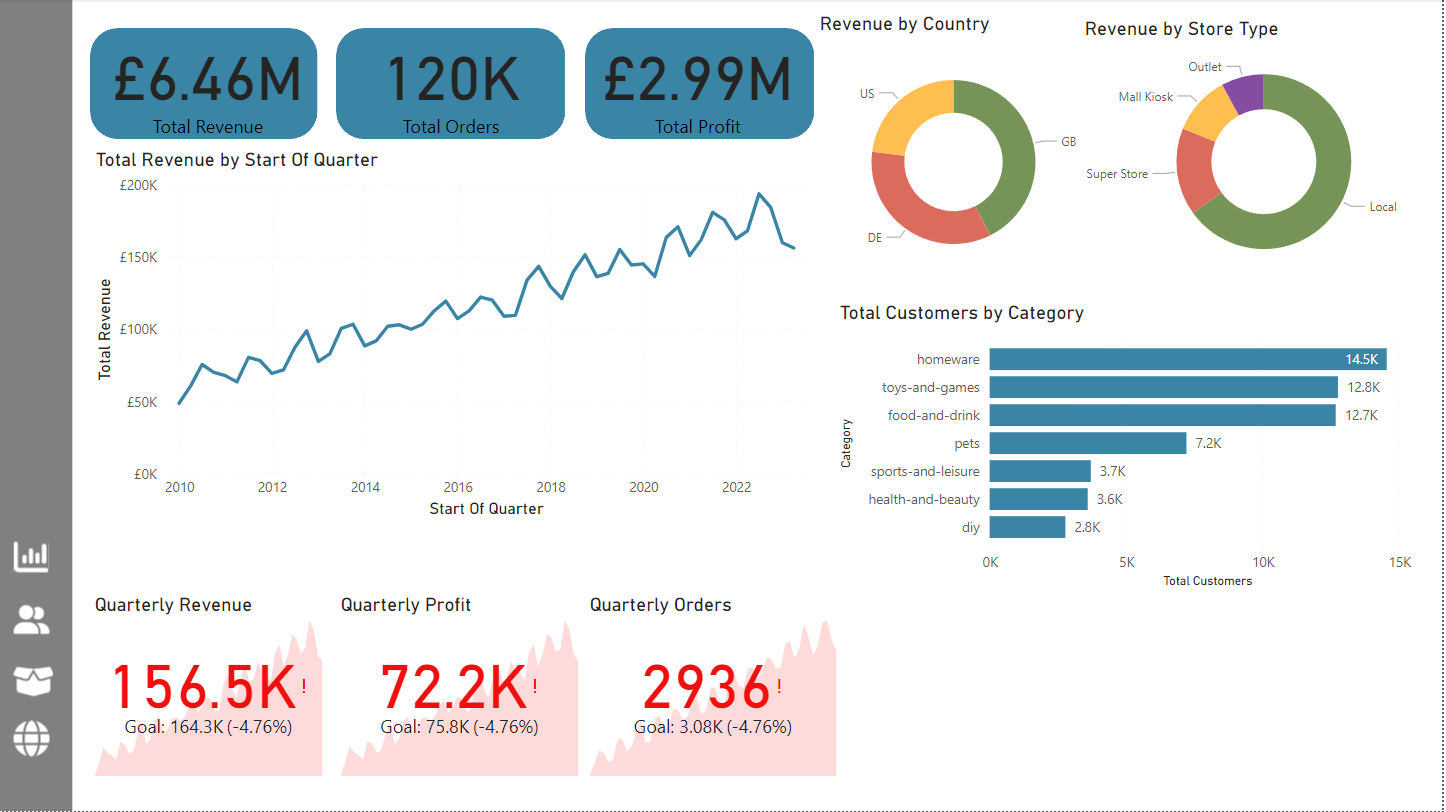 £6.46M
Total Revenue
120K
Total Orders
£2.99M
Total Profit
Total Revenue by Start Of Quarter
Total Revenue
£200K
£150K
£100K
£50K
£0K
2010 2012 2014 2016 2018 2020 2022
Start Of Quarter
Revenue by Country
US
GB
DE
Revenue by Store Type
Outlet
Mall Kiosk
Super Store
Local
Total Customers by Category
Category
homeware 14.5K
toys-and-games 12.8K
food-and-drink 12.7K
pets 7.2K
sports-and-leisure 3.7K
health-and-beauty 3.6K
diy 2.8K
0K 5K 10K 15K
Total Customers
Quarterly Revenue
156.5K!
Goal: 164.3K (-4.76%)
Quarterly Profit
72.2K!
Goal: 75.8K (-4.76%)
Quarterly Orders
2936!
Goal: 3.08K (-4.76%)